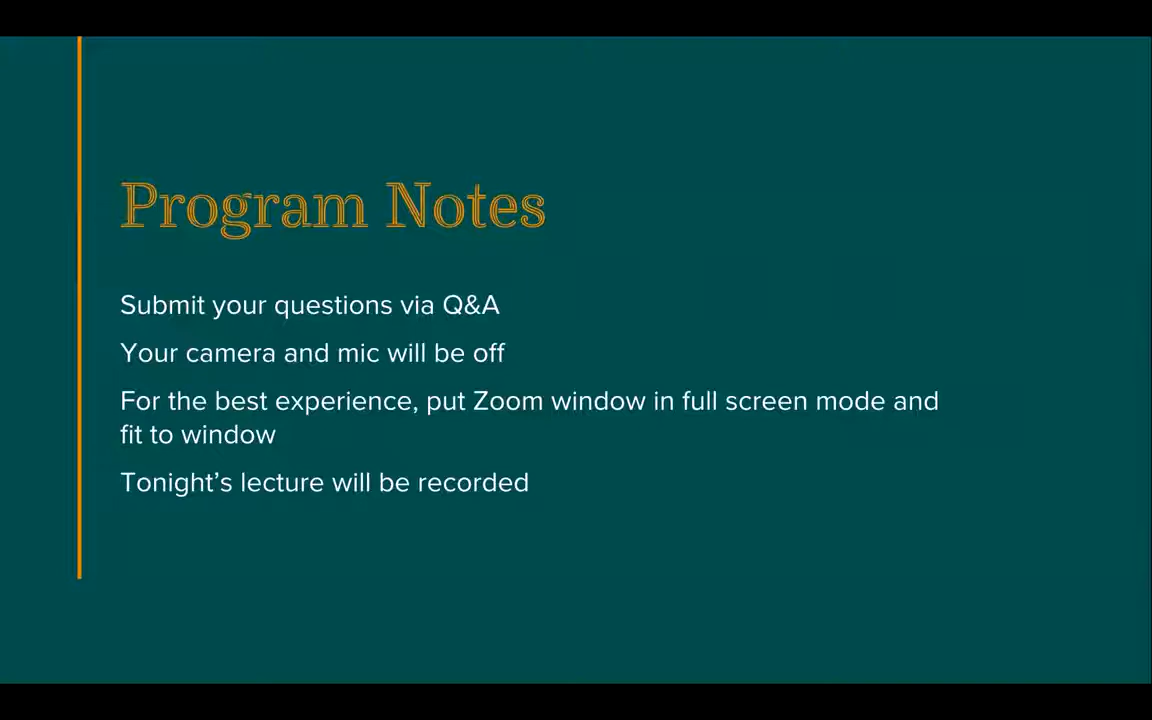 Program Notes
Submit your questions via Q&A
Your camera and mic will be off
For the best experience, put Zoom window in full screen mode and
fit to window
Tonight’s lecture will be recorded